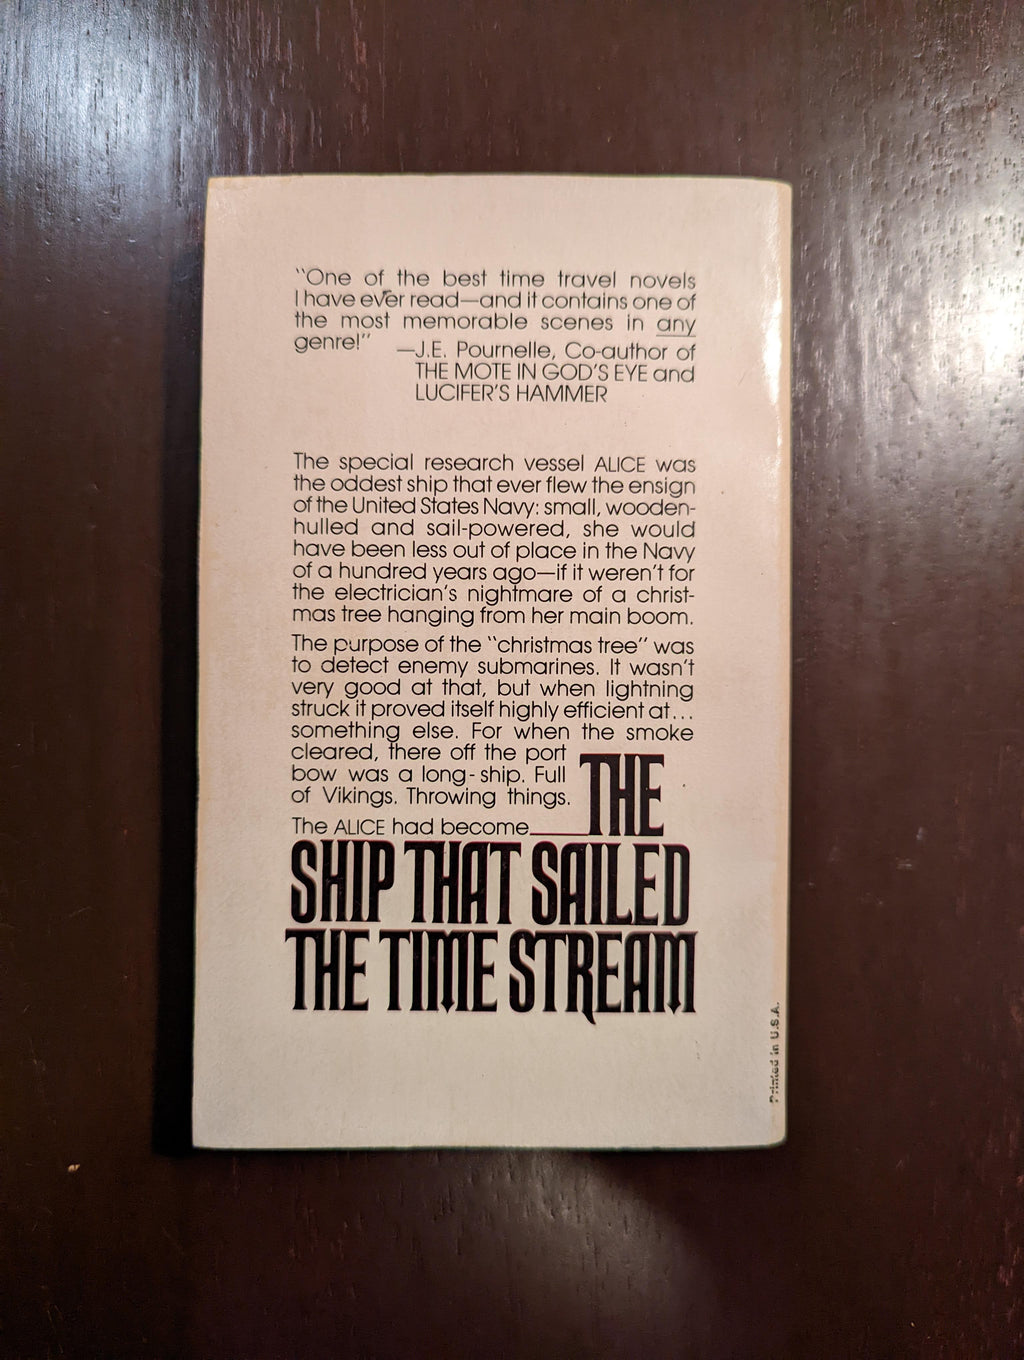 "One of the best time travel novels
I have ever read—and it contains one of
the most memorable scenes in any
genre!" —J.E. Pournelle, Co-author of
THE MOTE IN GOD'S EYE and
LUCIFER'S HAMMER
The special research vessel ALICE was
the oddest ship that ever flew the ensign
of the United States Navy: small, wooden-
hulled and sail-powered, she would
have been less out of place in the Navy
of a hundred years ago—if it weren't for
the electrician's nightmare of a christ-
mas tree hanging from her main boom.
The purpose of the "christmas tree" was
to detect enemy submarines. It wasn't
very good at that, but when lightning
struck it proved itself highly efficient at...
something else. For when the smoke
cleared, there off the port
bow was a long-ship. Full
of Vikings. Throwing things.
The ALICE had become____THE
SHIP THAT SAILED
THE TIME STREAM
Printed in U.S.A.